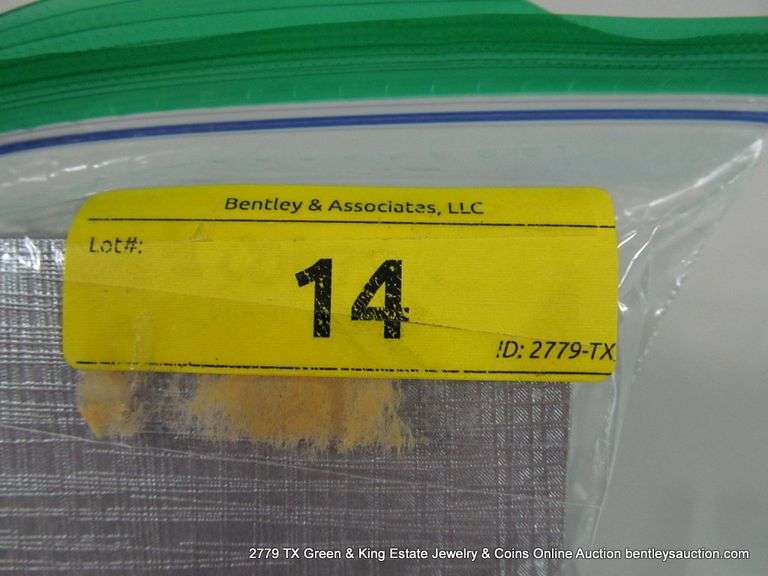 Bentley & Associates, LLC
Lot#:
14
ID: 2779-TX
2779 TX Green & King Estate Jewelry & Coins Online Auction bentleysauction.com